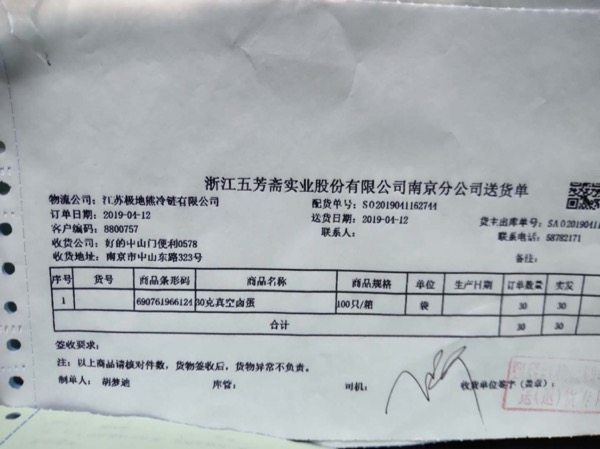 浙江五芳斋实业股份有限公司南京分公司送货单
物流公司: 江苏极地熊冷链有限公司 配货单号: SO2019041162744
订单日期: 2019-04-12 送货日期: 2019-04-12 货主出库单号: SA02019041162744
客户编码: 8800757 联系人: 联系电话: 58782171
收货公司: 好的中山门便利0578
收货地址: 南京市中山东路323号 备注:
序号 货号 商品条形码 商品名称 商品规格 单位 生产日期 订单数量 实发
1 690761966124 30克真空卤蛋 100只/箱 袋 30 30
合计 30 30
签收要求:
注: 以上商品请核对件数, 货物签收后, 货物异常不负责。
制单人: 胡梦迪 库管: 司机: 收货单位签字(盖章):